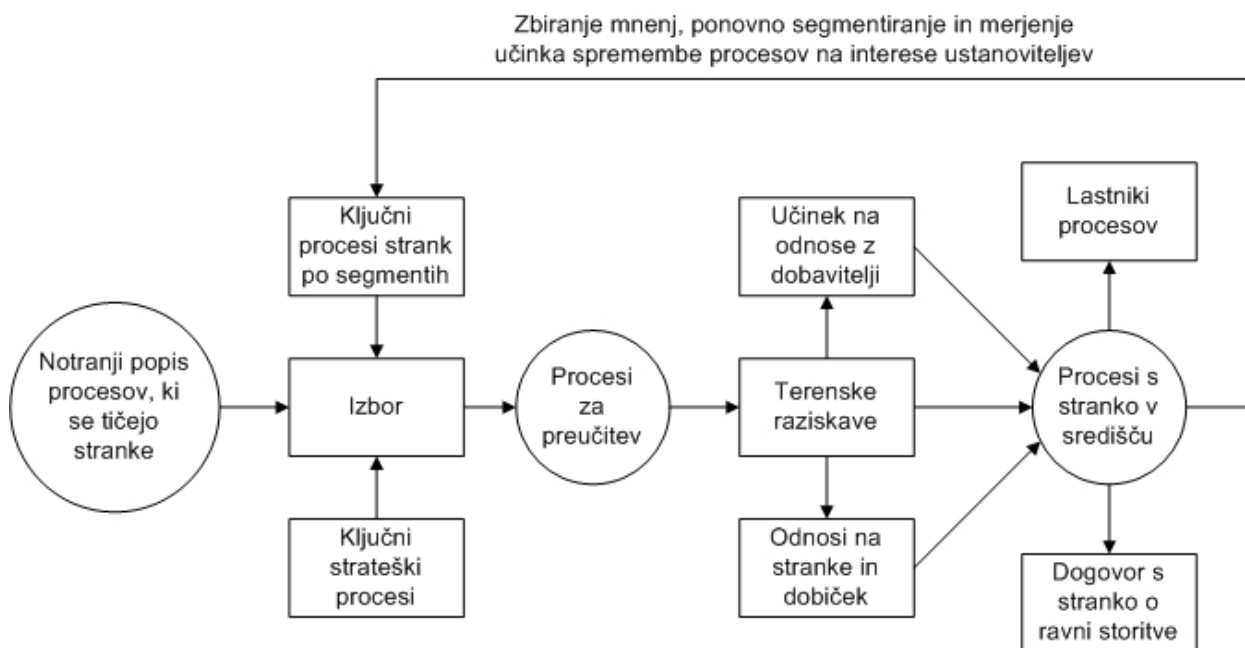 Zbiranje mnenj, ponovno segmentiranje in merjenje
učinka spremembe procesov na interese ustanoviteljev
Notranji popis
procesov, ki
se tičejo
stranke
Ključni
procesi strank
po segmentih
Izbor
Ključni
strateški
procesi
Procesi
za
preučitev
Učinek na
odnose z
dobavitelji
Terenske
raziskave
Odnosi na
stranke in
dobiček
Lastniki
procesov
Procesi s
stranko v
središču
Dogovor s
stranko o
ravni storitve